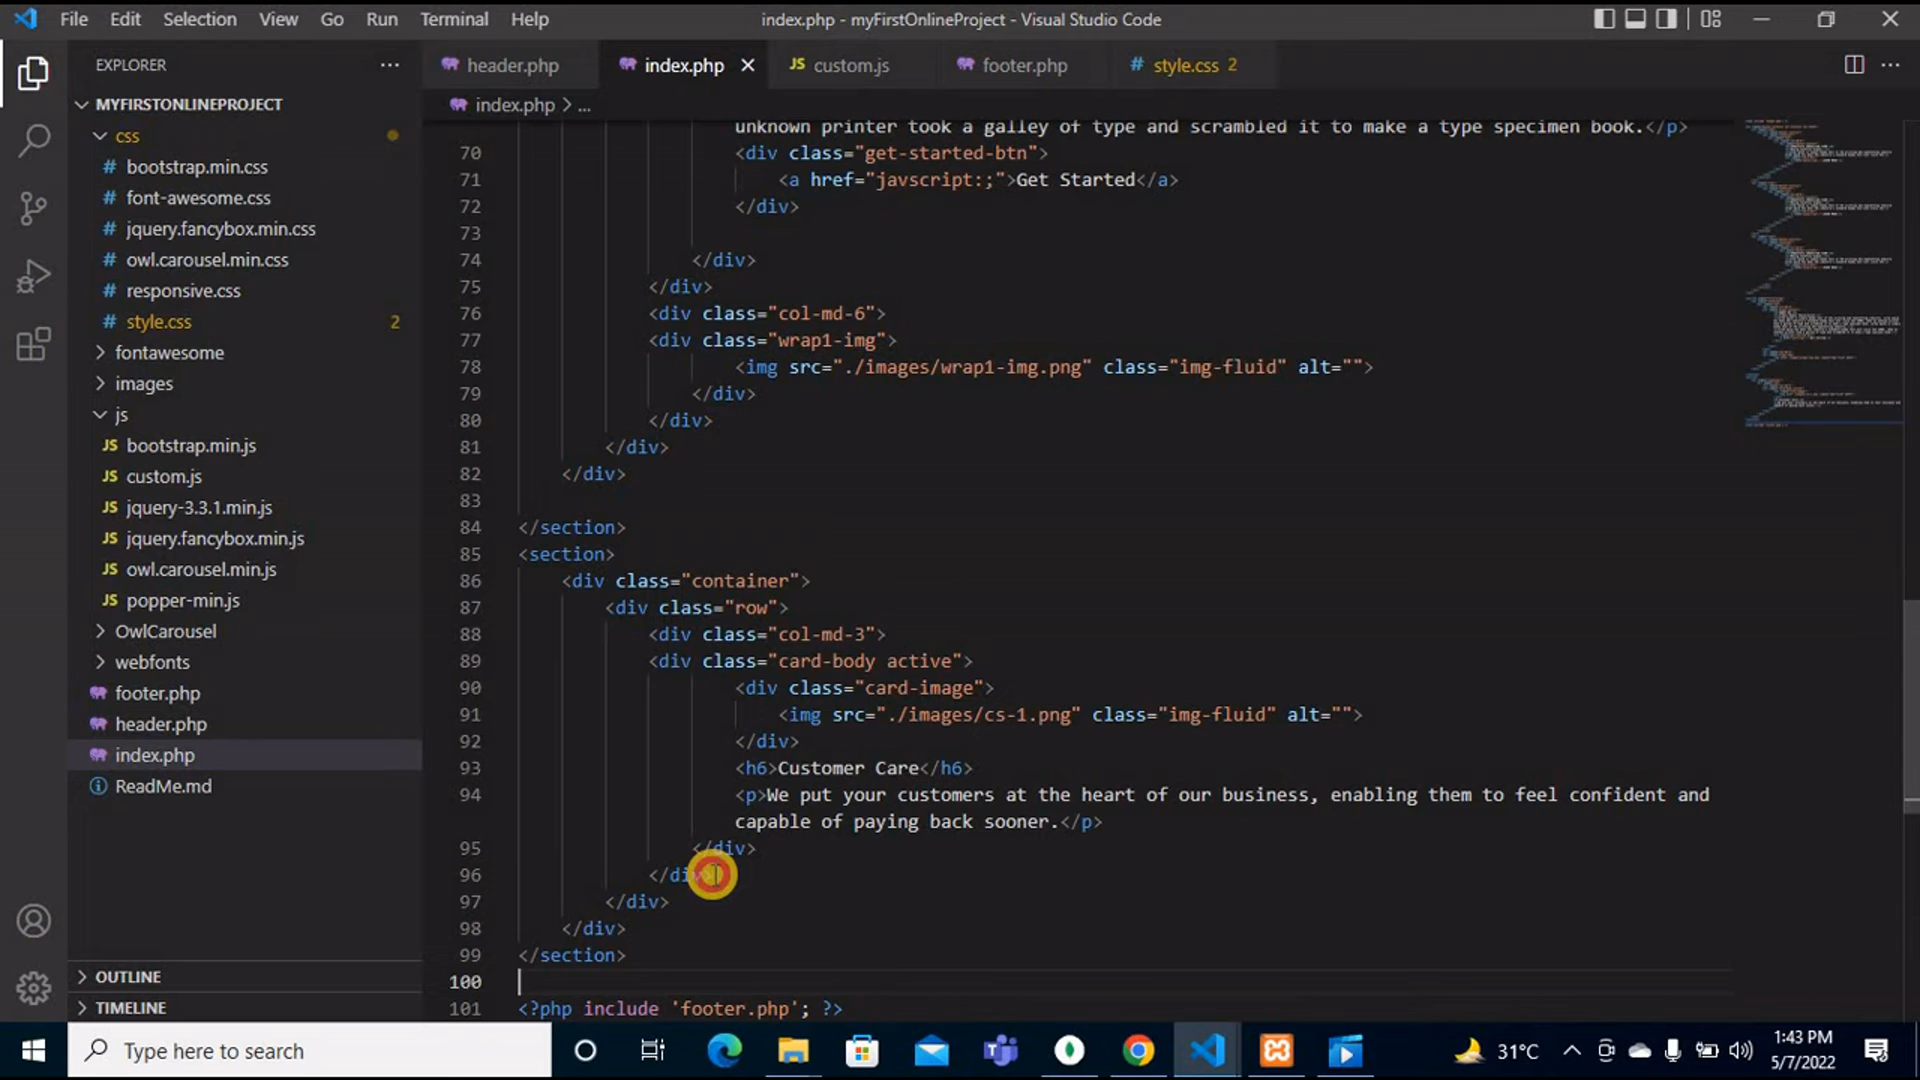 File Edit Selection View Go Run Terminal Help
index.php - myFirstOnlineProject - Visual Studio Code
EXPLORER
header.php
index.php
JS custom.js
footer.php
# style.css 2
MYFIRSTONLINEPROJECT
index.php > ...
css
# bootstrap.min.css
# font-awesome.css
# jquery.fancybox.min.css
# owl.carousel.min.css
# responsive.css
# style.css 2
fontawesome
images
js
JS bootstrap.min.js
JS custom.js
JS jquery-3.3.1.min.js
JS jquery.fancybox.min.js
JS owl.carousel.min.js
JS popper-min.js
OwlCarousel
webfonts
footer.php
header.php
index.php
ReadMe.md
OUTLINE
TIMELINE
unknown printer took a galley of type and scrambled it to make a type specimen book.</p>
70 <div class="get-started-btn">
71 <a href="javscript:;">Get Started</a>
72 </div>
73
74 </div>
75 </div>
76 <div class="col-md-6">
77 <div class="wrap1-img">
78 <img src="./images/wrap1-img.png" class="img-fluid" alt="">
79 </div>
80 </div>
81 </div>
82 </div>
83
84 </section>
85 <section>
86 <div class="container">
87 <div class="row">
88 <div class="col-md-3">
89 <div class="card-body active">
90 <div class="card-image">
91 <img src="./images/cs-1.png" class="img-fluid" alt="">
92 </div>
93 <h6>Customer Care</h6>
94 <p>We put your customers at the heart of our business, enabling them to feel confident and
capable of paying back sooner.</p>
95 </div>
96 </div>
97 </div>
98 </div>
99 </section>
100
101 <?php include 'footer.php'; ?>
Type here to search
31°C
1:43 PM
5/7/2022